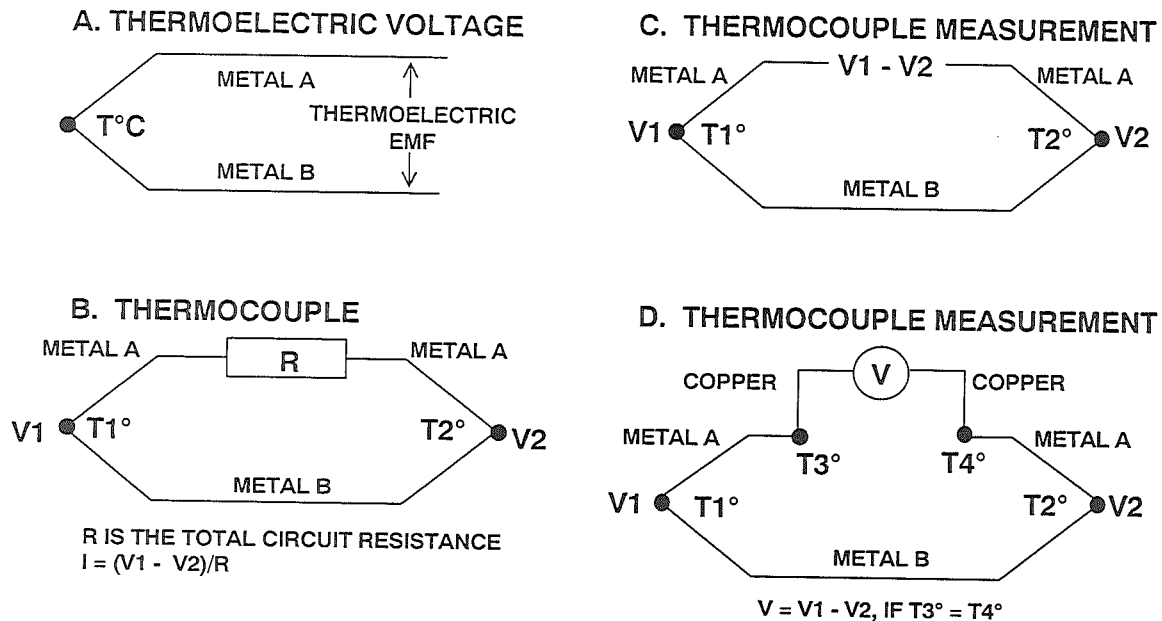 A. THERMOELECTRIC VOLTAGE
METAL A
T°C
THERMOELECTRIC
EMF
METAL B
B. THERMOCOUPLE
METAL A
R
METAL A
V1
T1°
T2°
V2
METAL B
R IS THE TOTAL CIRCUIT RESISTANCE
I = (V1 - V2)/R
C. THERMOCOUPLE MEASUREMENT
METAL A
V1 - V2
METAL A
V1
T1°
T2°
V2
METAL B
D. THERMOCOUPLE MEASUREMENT
COPPER
V
COPPER
METAL A
T3°
T4°
METAL A
V1
T1°
T2°
V2
METAL B
V = V1 - V2, IF T3° = T4°